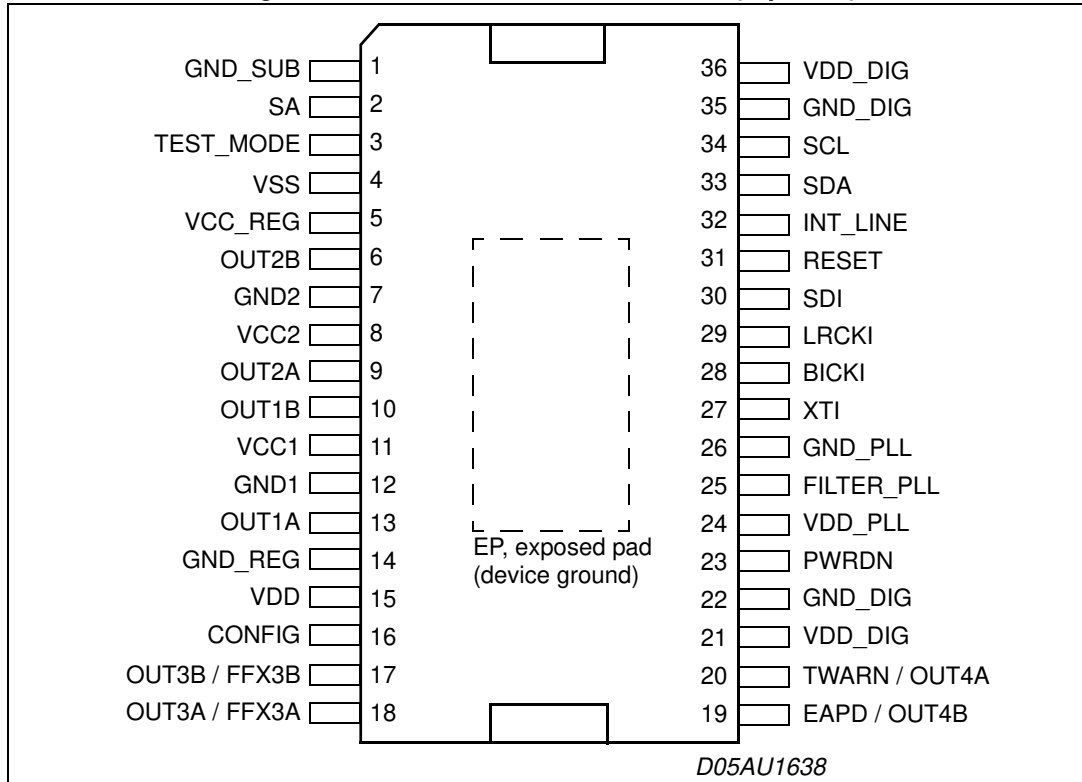 GND_SUB 1 36 VDD_DIG
SA 2 35 GND_DIG
TEST_MODE 3 34 SCL
VSS 4 33 SDA
VCC_REG 5 32 INT_LINE
OUT2B 6 31 RESET
GND2 7 30 SDI
VCC2 8 29 LRCKI
OUT2A 9 28 BICKI
OUT1B 10 27 XTI
VCC1 11 26 GND_PLL
GND1 12 25 FILTER_PLL
OUT1A 13 24 VDD_PLL
EP, exposed pad
(device ground)
GND_REG 14 23 PWRDN
VDD 15 22 GND_DIG
CONFIG 16 21 VDD_DIG
OUT3B / FFX3B 17 20 TWARN / OUT4A
OUT3A / FFX3A 18 19 EAPD / OUT4B
D05AU1638